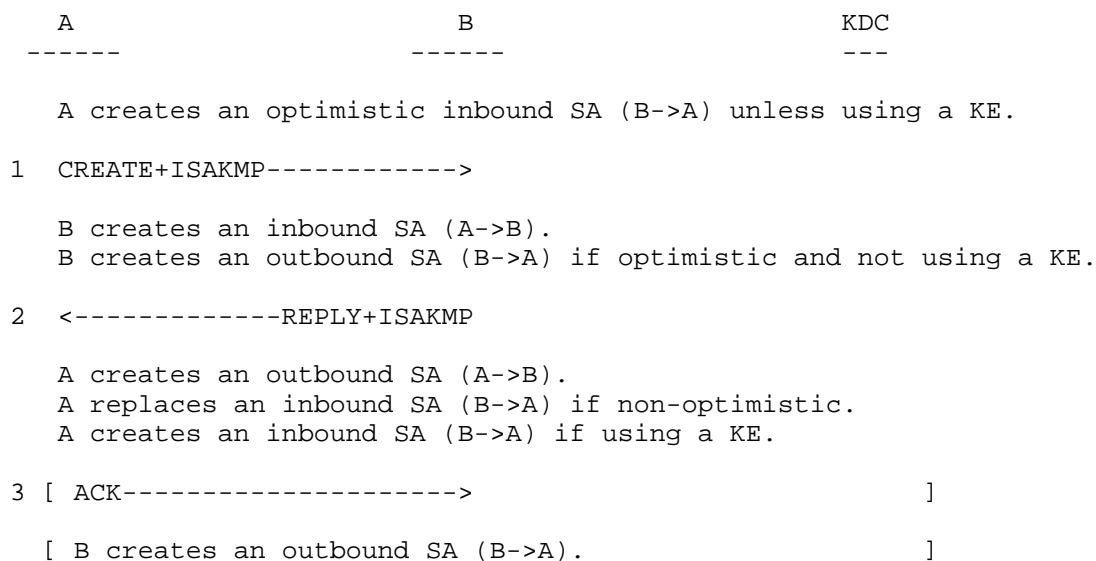 A B KDC
------ ------ ---
A creates an optimistic inbound SA (B->A) unless using a KE.
1 CREATE+ISAKMP------------>
B creates an inbound SA (A->B).
B creates an outbound SA (B->A) if optimistic and not using a KE.
2 <-------------REPLY+ISAKMP
A creates an outbound SA (A->B).
A replaces an inbound SA (B->A) if non-optimistic.
A creates an inbound SA (B->A) if using a KE.
3 [ ACK---------------------> ]
[ B creates an outbound SA (B->A). ]